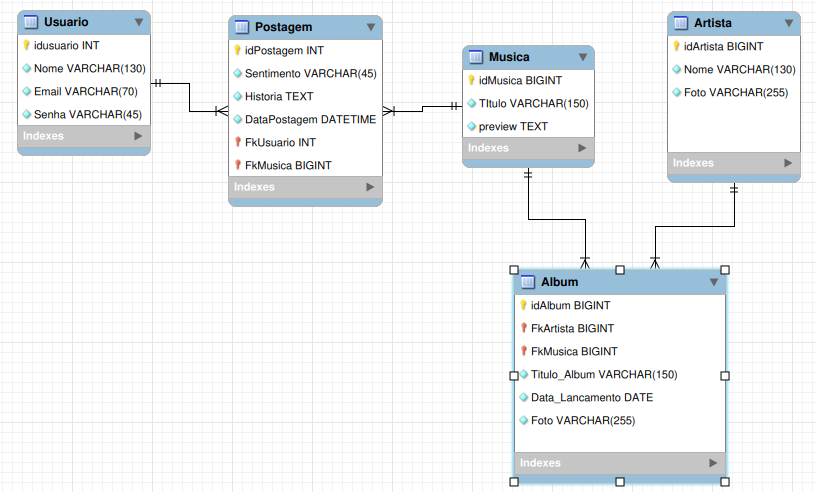 Usuario
idusuario INT
Nome VARCHAR(130)
Email VARCHAR(70)
Senha VARCHAR(45)
Indexes
Postagem
idPostagem INT
Sentimento VARCHAR(45)
Historia TEXT
DataPostagem DATETIME
FkUsuario INT
FkMusica BIGINT
Indexes
Musica
idMusica BIGINT
TItulo VARCHAR(150)
preview TEXT
Indexes
Artista
idArtista BIGINT
Nome VARCHAR(130)
Foto VARCHAR(255)
Indexes
Album
idAlbum BIGINT
FkArtista BIGINT
FkMusica BIGINT
Titulo_Album VARCHAR(150)
Data_Lancamento DATE
Foto VARCHAR(255)
Indexes